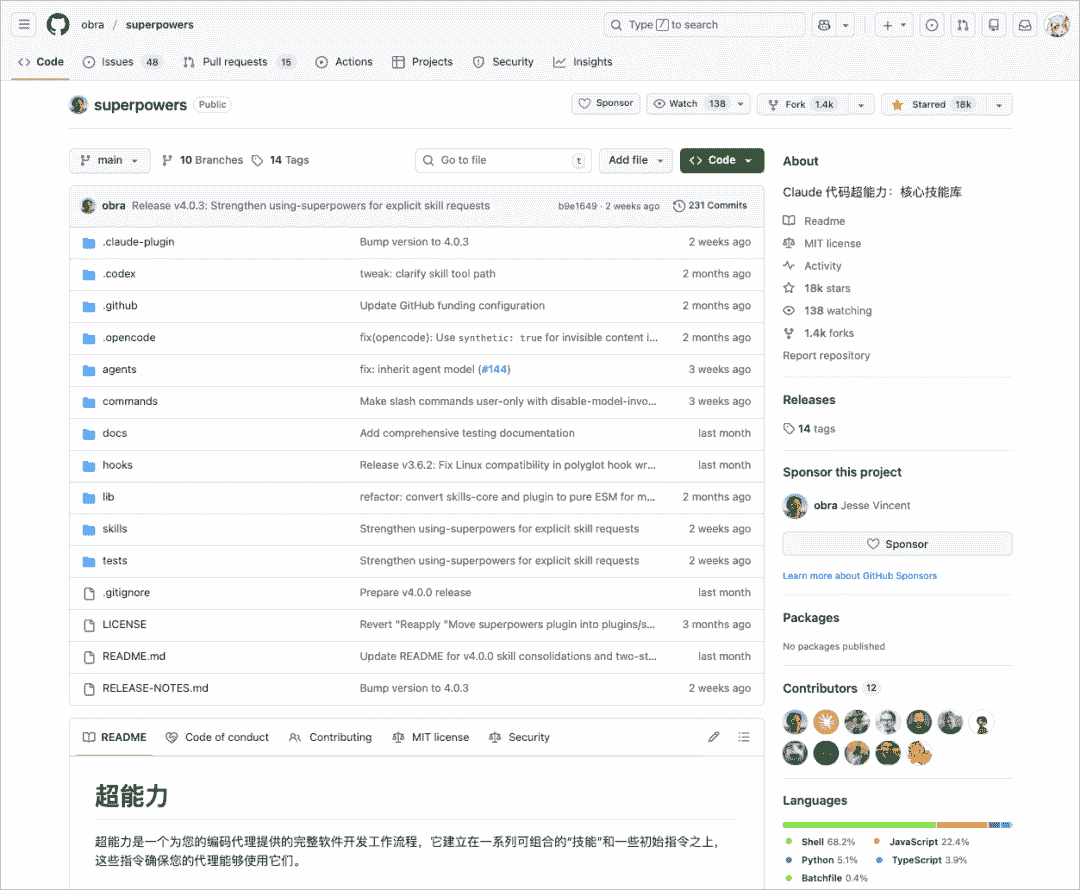 obra / superpowers
Type / to search
Code
Issues 48
Pull requests 15
Actions
Projects
Security
Insights
superpowers Public
Sponsor
Watch 138
Fork 1.4k
Starred 18k
main
10 Branches
14 Tags
Go to file t
Add file
Code
obra Release v4.0.3: Strengthen using-superpowers for explicit skill requests b9e1649 · 2 weeks ago 231 Commits
.claude-plugin Bump version to 4.0.3 2 weeks ago
.codex tweak: clarify skill tool path 2 months ago
.github Update GitHub funding configuration 2 months ago
.opencode fix(opencode): Use synthetic: true for invisible content i... 2 months ago
agents fix: inherit agent model (#144) 3 weeks ago
commands Make slash commands user-only with disable-model-invo... 3 weeks ago
docs Add comprehensive testing documentation last month
hooks Release v3.6.2: Fix Linux compatibility in polyglot hook wr... last month
lib refactor: convert skills-core and plugin to pure ESM for m... 2 months ago
skills Strengthen using-superpowers for explicit skill requests 2 weeks ago
tests Strengthen using-superpowers for explicit skill requests 2 weeks ago
.gitignore Prepare v4.0.0 release last month
LICENSE Revert "Reapply "Move superpowers plugin into plugins/s... 3 months ago
README.md Update README for v4.0.0 skill consolidations and two-st... last month
RELEASE-NOTES.md Bump version to 4.0.3 2 weeks ago
README
Code of conduct
Contributing
MIT license
Security
超能力
超能力是一个为您的编码代理提供的完整软件开发工作流程，它建立在一系列可组合的“技能”和一些初始指令之上，
这些指令确保您的代理能够使用它们。
About
Claude 代码超能力：核心技能库
Readme
MIT license
Activity
18k stars
138 watching
1.4k forks
Report repository
Releases
14 tags
Sponsor this project
obra Jesse Vincent
Sponsor
Learn more about GitHub Sponsors
Packages
No packages published
Contributors 12
Languages
Shell 68.2% JavaScript 22.4%
Python 5.1% TypeScript 3.9%
Batchfile 0.4%